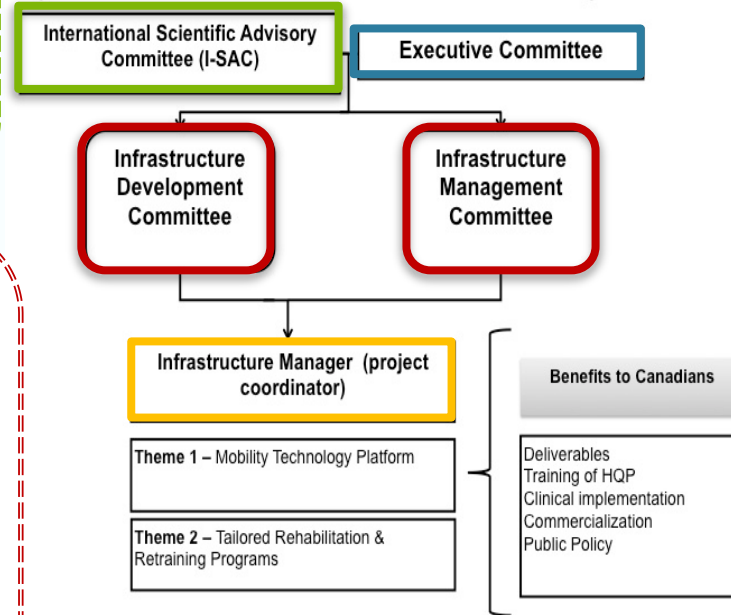 International Scientific Advisory
Committee (I-SAC)
Executive Committee
Infrastructure
Development
Committee
Infrastructure
Management
Committee
Infrastructure Manager (project
coordinator)
Theme 1 – Mobility Technology Platform
Theme 2 – Tailored Rehabilitation &
Retraining Programs
Benefits to Canadians
Deliverables
Training of HQP
Clinical implementation
Commercialization
Public Policy